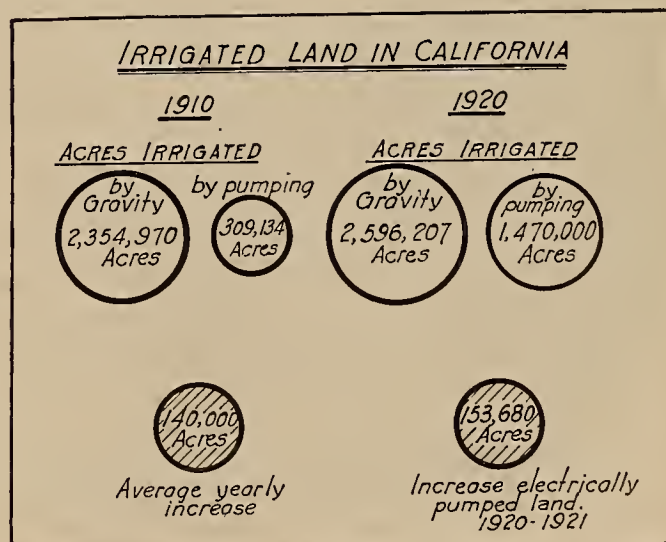 IRRIGATED LAND IN CALIFORNIA
1910
ACRES IRRIGATED
by
Gravity
2,354,970
Acres
by pumping
309,134
Acres
1920
ACRES IRRIGATED
by
Gravity
2,596,207
Acres
by
pumping
1,470,000
Acres
140,000
Acres
Average yearly
increase
153,680
Acres
Increase electrically
pumped land.
1920-1921